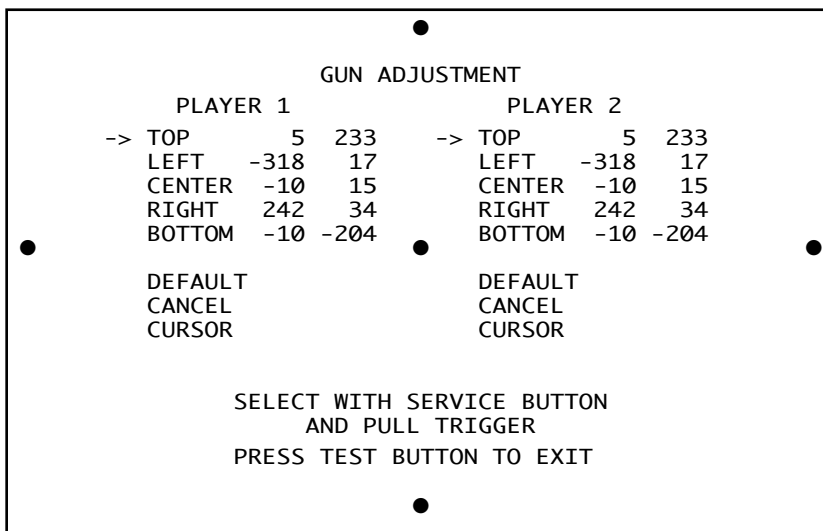 GUN ADJUSTMENT
PLAYER 1 PLAYER 2
-> TOP 5 233 -> TOP 5 233
LEFT -318 17 LEFT -318 17
CENTER -10 15 CENTER -10 15
RIGHT 242 34 RIGHT 242 34
BOTTOM -10 -204 BOTTOM -10 -204
DEFAULT DEFAULT
CANCEL CANCEL
CURSOR CURSOR
SELECT WITH SERVICE BUTTON
AND PULL TRIGGER
PRESS TEST BUTTON TO EXIT